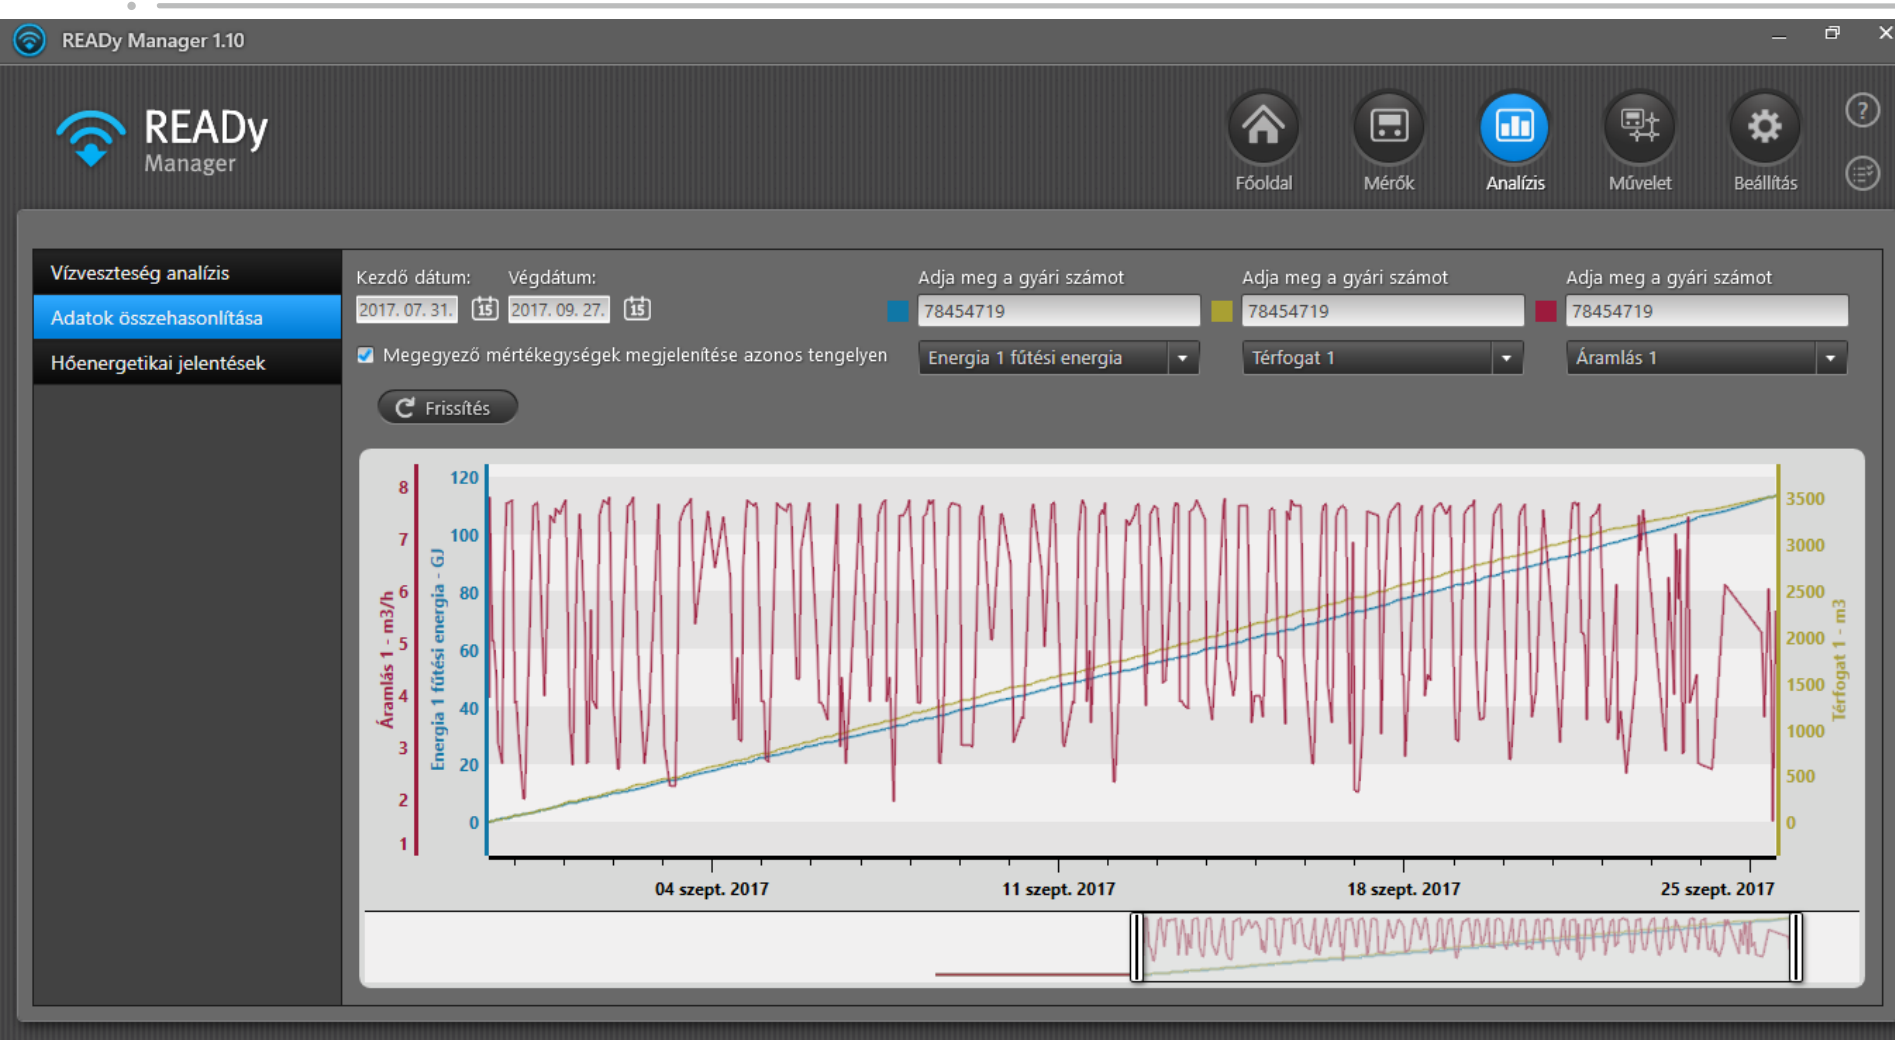 READy Manager 1.10
READy
Manager
Főoldal
Mérők
Analízis
Művelet
Beállítás
?
Vízveszteség analízis
Adatok összehasonlítása
Hőenergetikai jelentések
Kezdő dátum:
Végdátum:
2017. 07. 31.
15
2017. 09. 27.
15
Megegyező mértékegységek megjelenítése azonos tengelyen
Frissítés
Adja meg a gyári számot
78454719
Energia 1 fűtési energia
Adja meg a gyári számot
78454719
Térfogat 1
Adja meg a gyári számot
78454719
Áramlás 1
Áramlás 1 - m3/h
8
7
6
5
4
3
2
1
Energia 1 fűtési energia - GJ
120
100
80
60
40
20
0
3500
3000
2500
2000
1500
1000
500
0
Térfogat 1 - m3
04 szept. 2017
11 szept. 2017
18 szept. 2017
25 szept. 2017